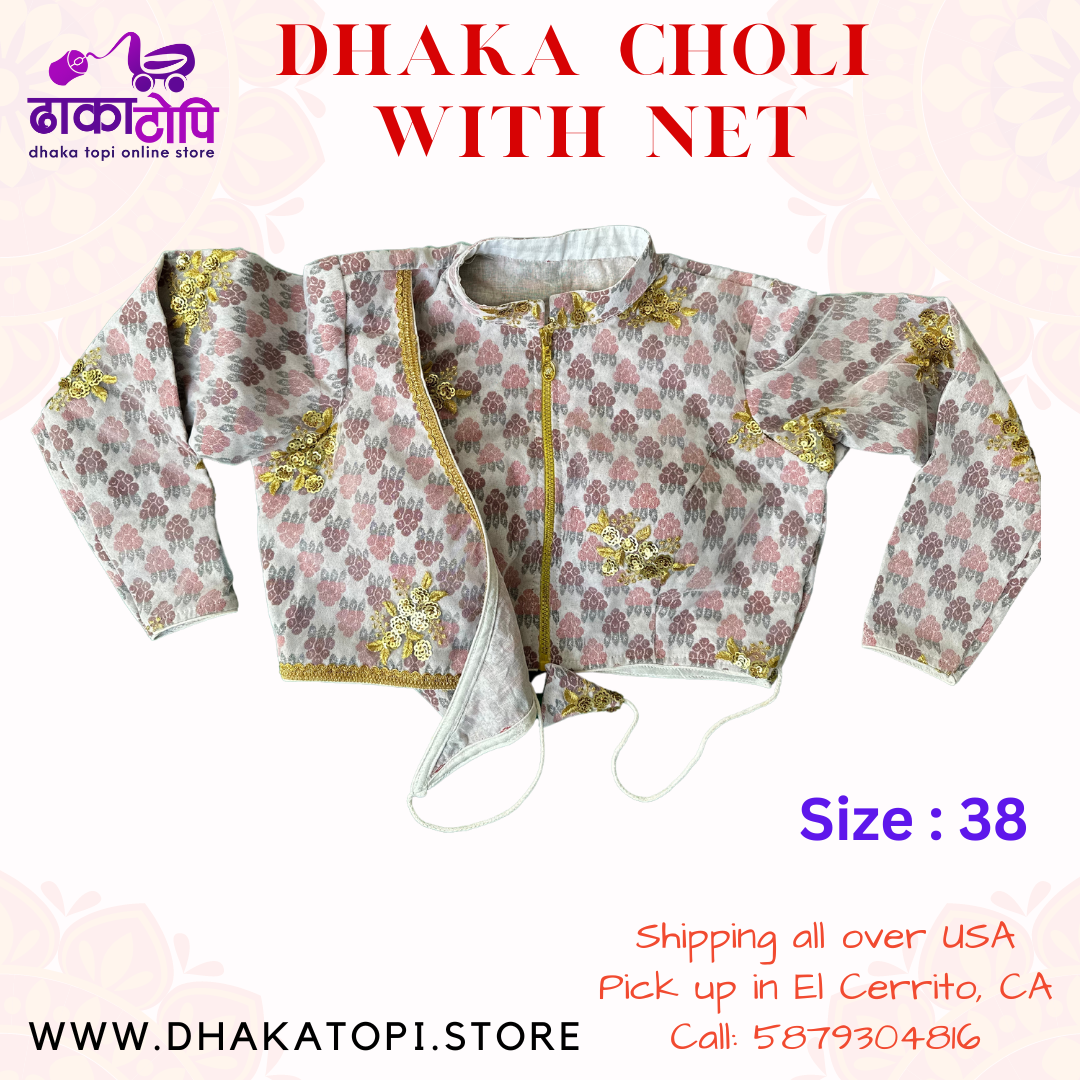 ढाका टोपि
dhaka topi online store
DHAKA CHOLI
WITH NET
Size : 38
Shipping all over USA
Pick up in El Cerrito, CA
Call: 5879304816
WWW.DHAKATOPI.STORE